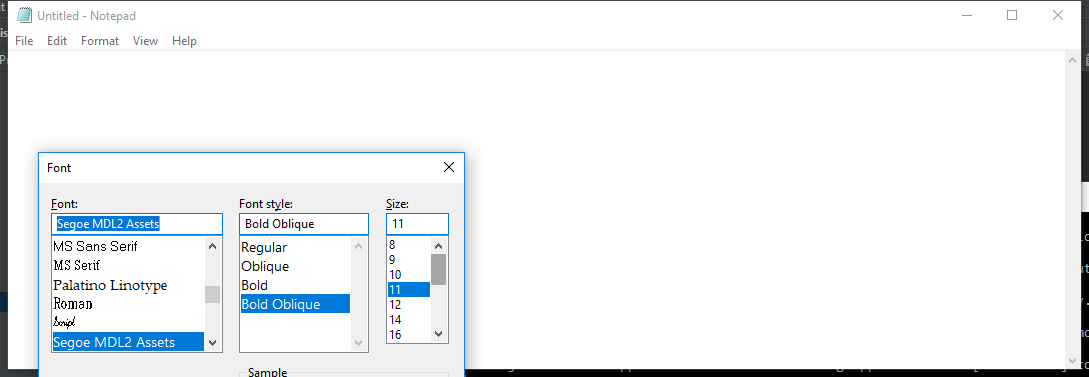 Untitled - Notepad
File Edit Format View Help
Font
Font: Font style: Size:
Segoe MDL2 Assets Bold Oblique 11
MS Sans Serif Regular 8
MS Serif Oblique 9
Palatino Linotype Bold 10
Roman Bold Oblique 11
Script 12
Segoe MDL2 Assets 14
16
Sample